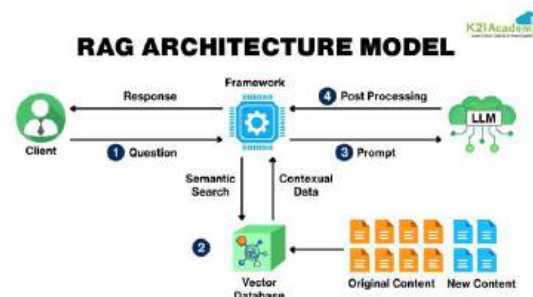 K21Academy
RAG ARCHITECTURE MODEL
Framework
Response
4 Post Processing
LLM
Client
1 Question
3 Prompt
Semantic
Search
Contexual
Data
2
Vector
Database
Original Content
New Content